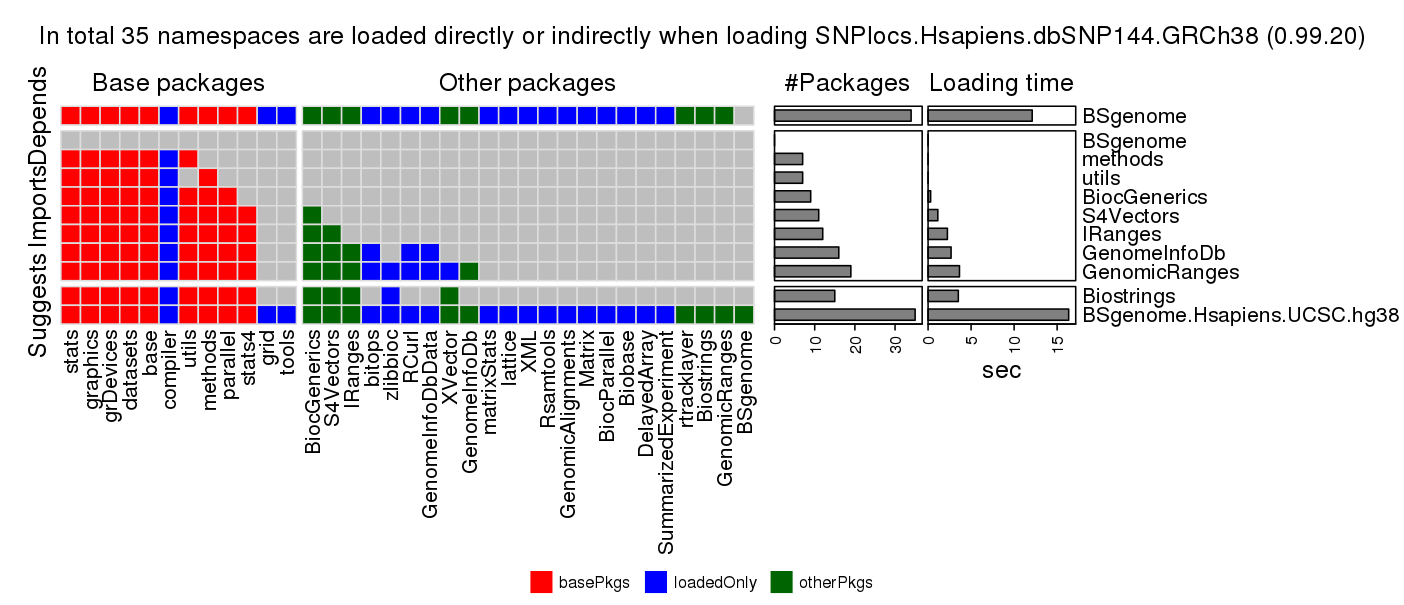 In total 35 namespaces are loaded directly or indirectly when loading SNPlocs.Hsapiens.dbSNP144.GRCh38 (0.99.20)
Base packages
Other packages
#Packages
Loading time
Depends
Imports
Suggests
BSgenome
BSgenome
methods
utils
BiocGenerics
S4Vectors
IRanges
GenomeInfoDb
GenomicRanges
Biostrings
BSgenome.Hsapiens.UCSC.hg38
stats
graphics
grDevices
datasets
base
compiler
utils
methods
parallel
stats4
grid
tools
BiocGenerics
S4Vectors
IRanges
bitops
zlibbioc
RCurl
GenomeInfoDbData
XVector
GenomeInfoDb
matrixStats
lattice
XML
Rsamtools
GenomicAlignments
Matrix
BiocParallel
Biobase
DelayedArray
SummarizedExperiment
rtracklayer
Biostrings
GenomicRanges
BSgenome
0
10
20
30
0
5
10
15
sec
basePkgs
loadedOnly
otherPkgs